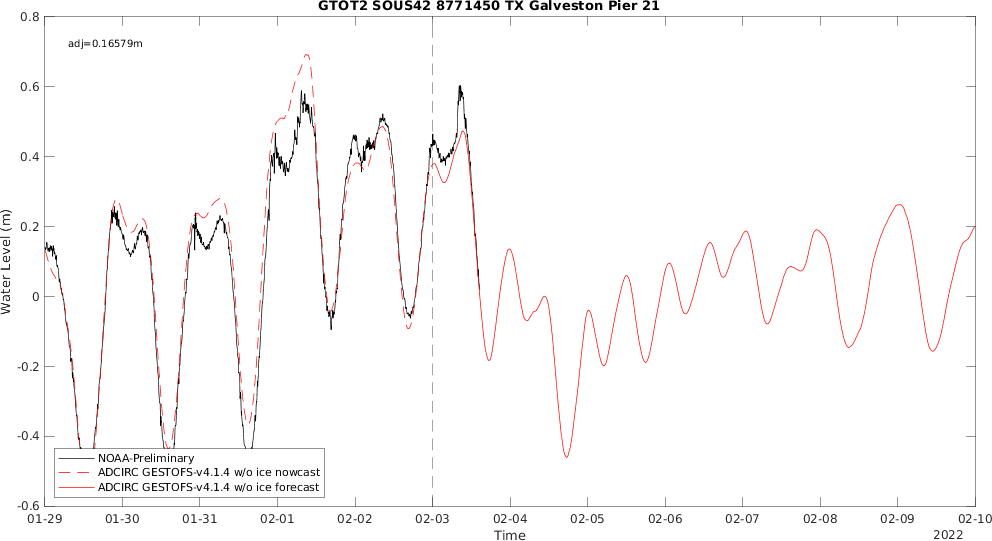 GTOT2 SOUS42 8771450 TX Galveston Pier 21
adj=0.16579m
0.8
0.6
0.4
0.2
0
-0.2
-0.4
-0.6
Water Level (m)
NOAA-Preliminary
ADCIRC GESTOFS-v4.1.4 w/o ice nowcast
ADCIRC GESTOFS-v4.1.4 w/o ice forecast
01-29 01-30 01-31 02-01 02-02 02-03 02-04 02-05 02-06 02-07 02-08 02-09 02-10
Time
2022